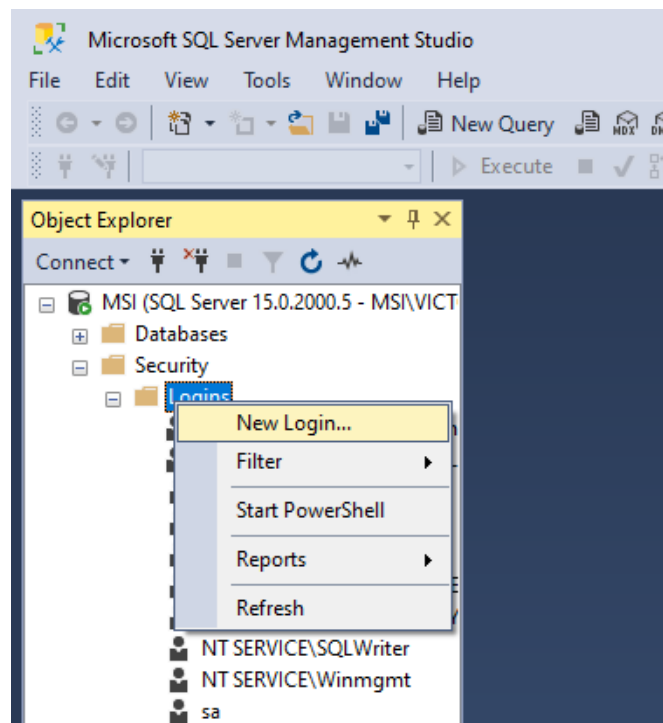 Microsoft SQL Server Management Studio
File Edit View Tools Window Help
New Query MDX
Execute
Object Explorer
Connect
MSI (SQL Server 15.0.2000.5 - MSI\VICT
Databases
Security
Logins
New Login...
Filter
Start PowerShell
Reports
Refresh
NT SERVICE\SQLWriter
NT SERVICE\Winmgmt
sa